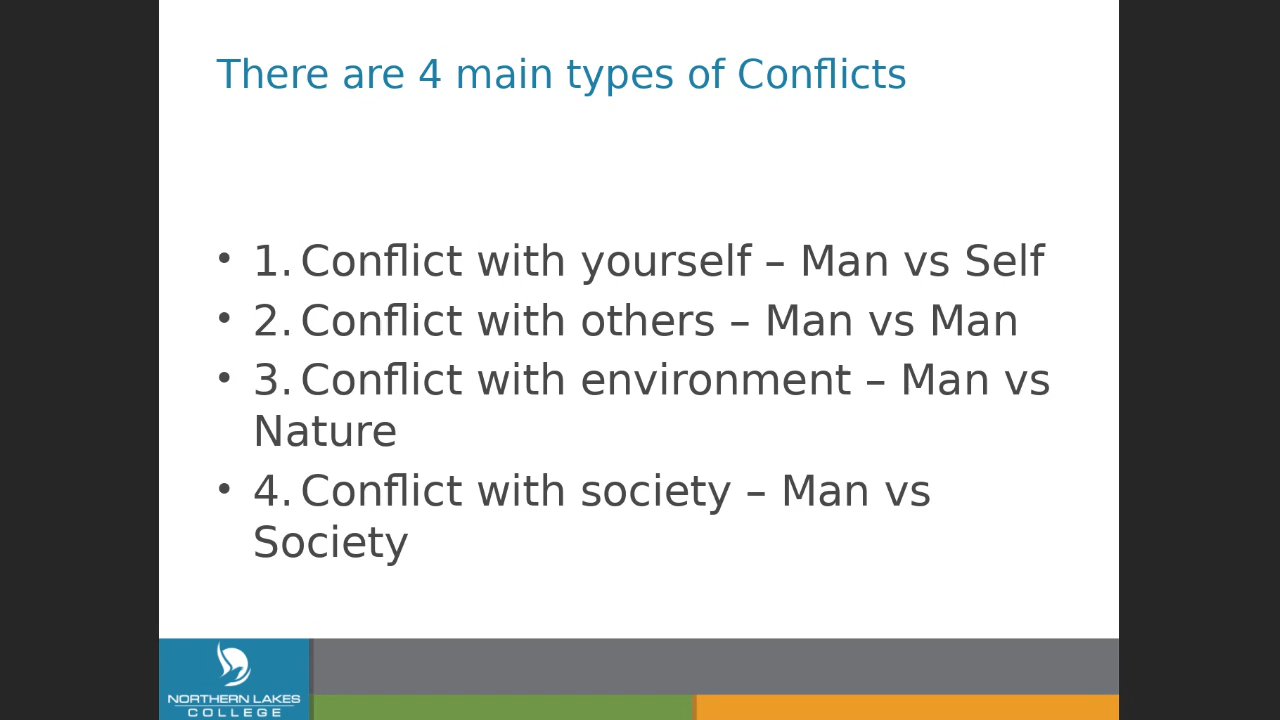 There are 4 main types of Conflicts
• 1. Conflict with yourself – Man vs Self
• 2. Conflict with others – Man vs Man
• 3. Conflict with environment – Man vs
Nature
• 4. Conflict with society – Man vs
Society
NORTHERN LAKES
COLLEGE